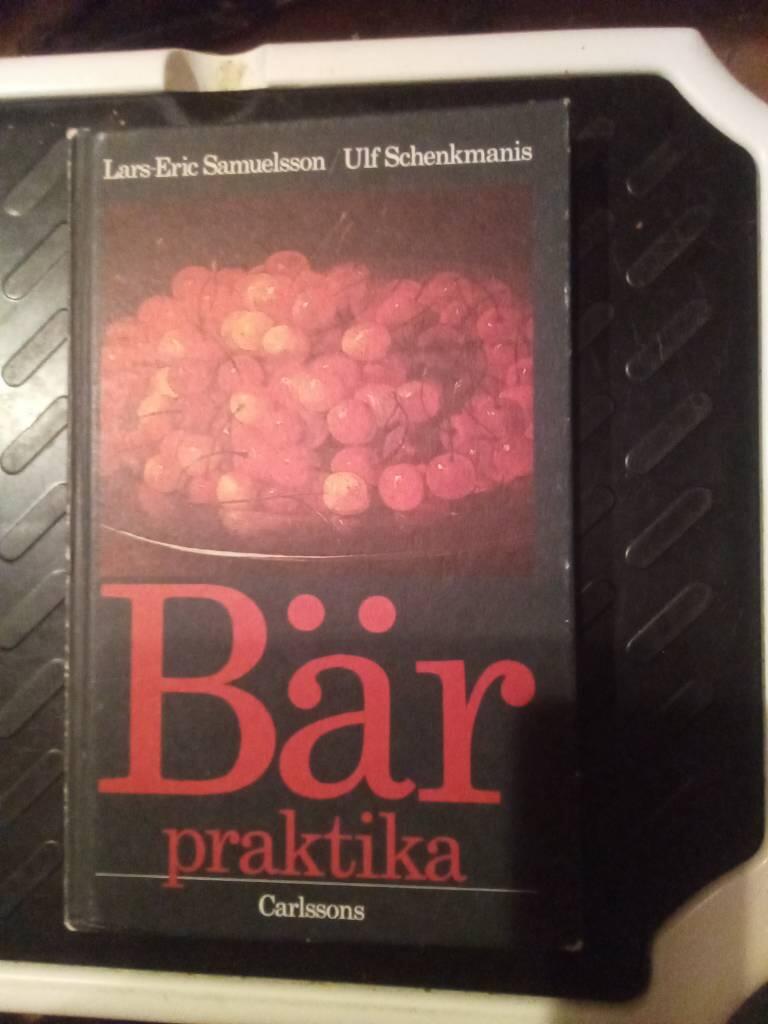 Lars-Eric Samuelsson / Ulf Schenkmanis
Bär
praktika
Carlssons